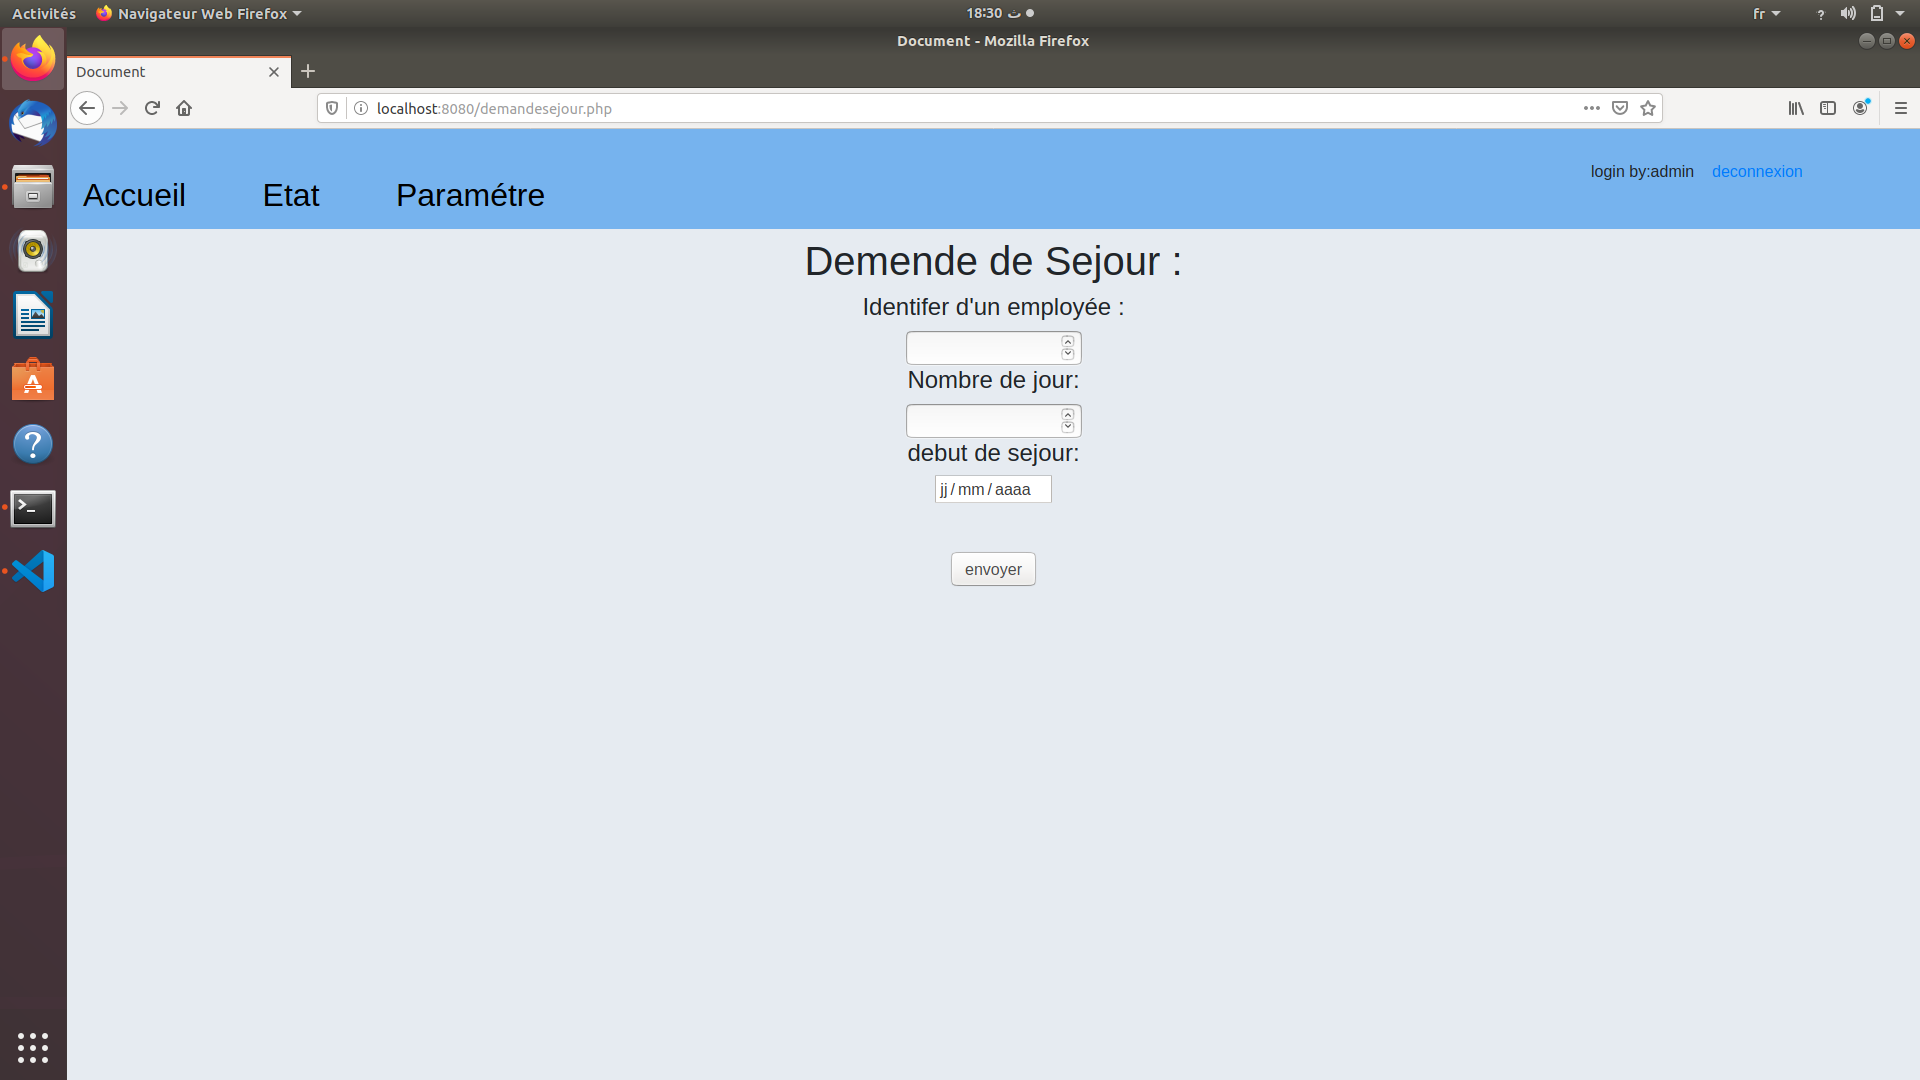 Activités Navigateur Web Firefox 18:30 ث fr
Document - Mozilla Firefox
Document
localhost:8080/demandesejour.php
login by:admin deconnexion
Accueil Etat Paramétre
Demende de Sejour :
Identifer d'un employée :
Nombre de jour:
debut de sejour:
jj / mm / aaaa
envoyer